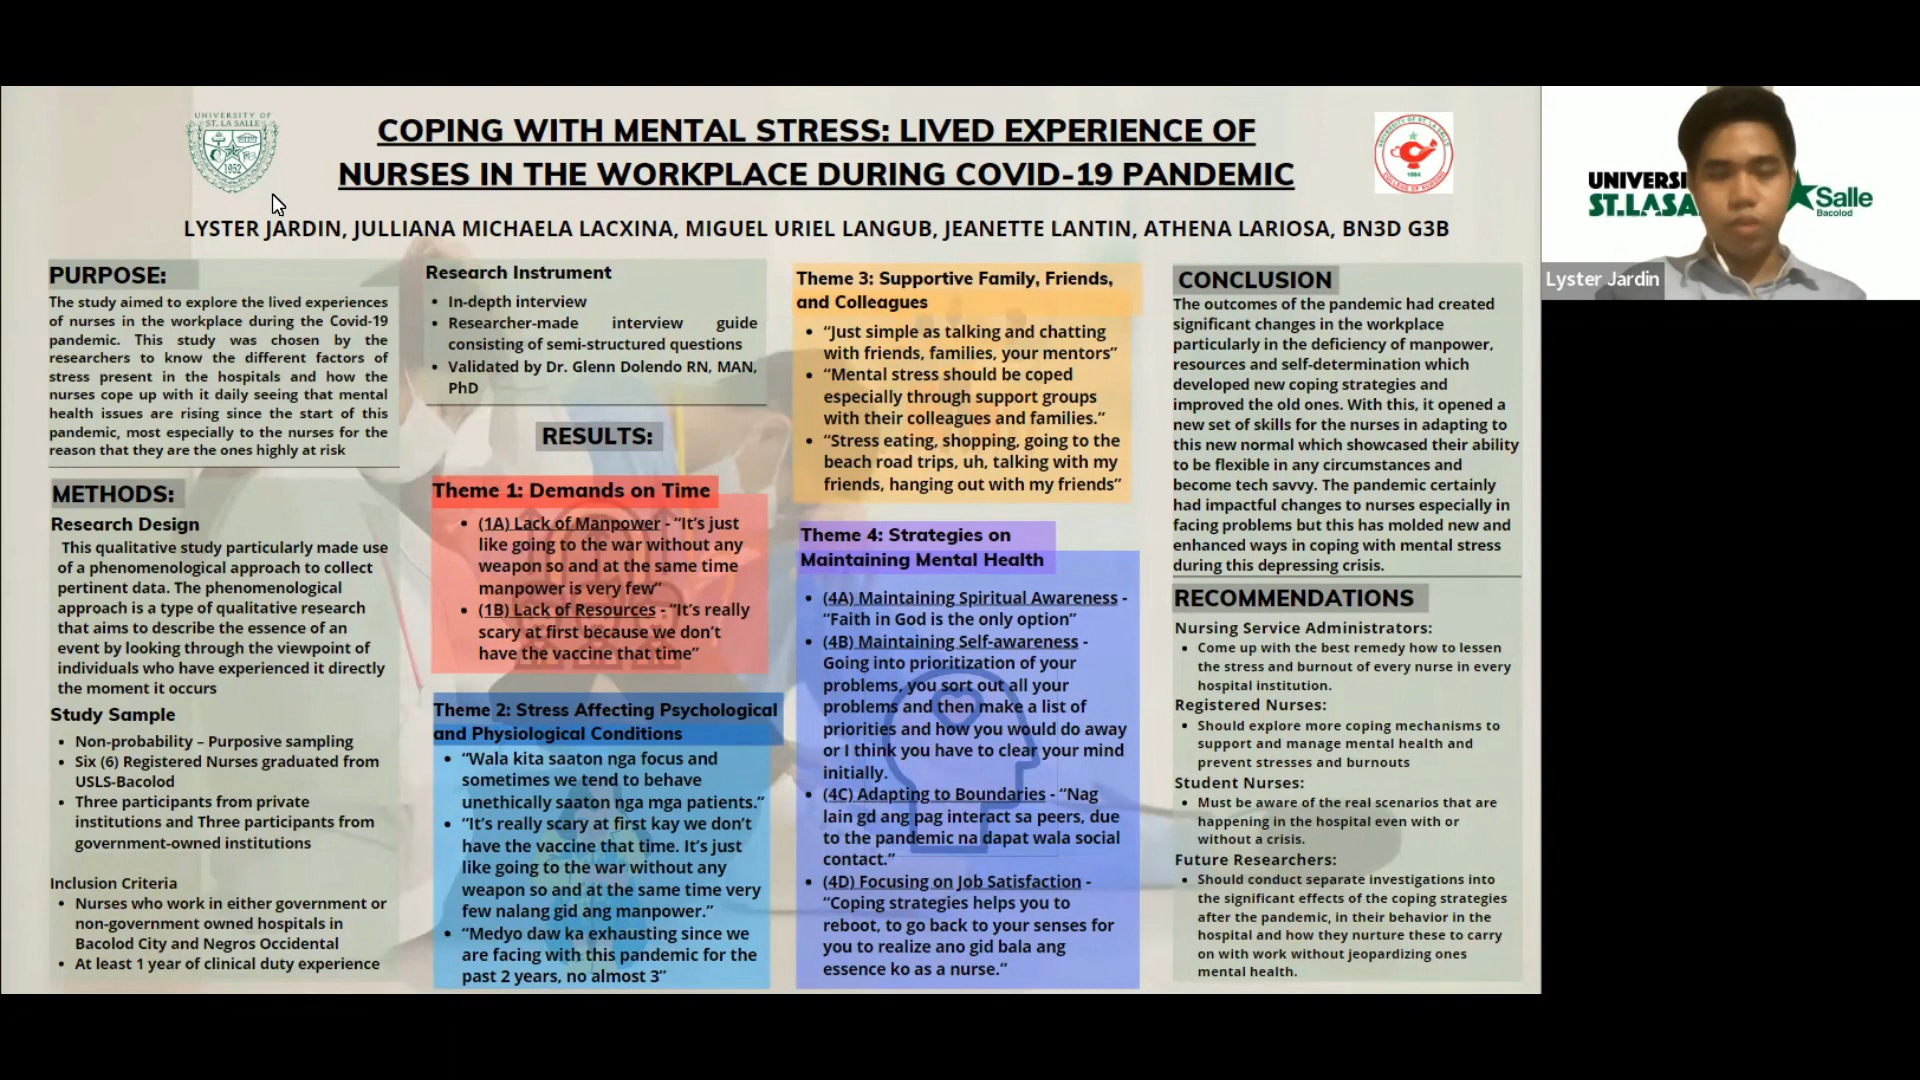 UNIVERSITY OF
ST. LA SALLE
1952
COPING WITH MENTAL STRESS: LIVED EXPERIENCE OF
NURSES IN THE WORKPLACE DURING COVID-19 PANDEMIC
UNIVERSITY OF ST. LA SALLE
1984
COLLEGE OF NURSING
LYSTER JARDIN, JULLIANA MICHAELA LACXINA, MIGUEL URIEL LANGUB, JEANETTE LANTIN, ATHENA LARIOSA, BN3D G3B
PURPOSE:
The study aimed to explore the lived experiences
of nurses in the workplace during the Covid-19
pandemic. This study was chosen by the
researchers to know the different factors of
stress present in the hospitals and how the
nurses cope up with it daily seeing that mental
health issues are rising since the start of this
pandemic, most especially to the nurses for the
reason that they are the ones highly at risk
METHODS:
Research Design
This qualitative study particularly made use
of a phenomenological approach to collect
pertinent data. The phenomenological
approach is a type of qualitative research
that aims to describe the essence of an
event by looking through the viewpoint of
individuals who have experienced it directly
the moment it occurs
Study Sample
• Non-probability – Purposive sampling
• Six (6) Registered Nurses graduated from
USLS-Bacolod
• Three participants from private
institutions and Three participants from
government-owned institutions
Inclusion Criteria
• Nurses who work in either government or
non-government owned hospitals in
Bacolod City and Negros Occidental
• At least 1 year of clinical duty experience
Research Instrument
• In-depth interview
• Researcher-made interview guide
consisting of semi-structured questions
• Validated by Dr. Glenn Dolendo RN, MAN,
PhD
RESULTS:
Theme 1: Demands on Time
• (1A) Lack of Manpower - “It’s just
like going to the war without any
weapon so and at the same time
manpower is very few”
• (1B) Lack of Resources - “It’s really
scary at first because we don’t
have the vaccine that time”
Theme 2: Stress Affecting Psychological
and Physiological Conditions
• “Wala kita saaton nga focus and
sometimes we tend to behave
unethically saaton nga mga patients.”
• “It’s really scary at first kay we don’t
have the vaccine that time. It’s just
like going to the war without any
weapon so and at the same time very
few nalang gid ang manpower.”
• “Medyo daw ka exhausting since we
are facing with this pandemic for the
past 2 years, no almost 3”
Theme 3: Supportive Family, Friends,
and Colleagues
• “Just simple as talking and chatting
with friends, families, your mentors”
• “Mental stress should be coped
especially through support groups
with their colleagues and families.”
• “Stress eating, shopping, going to the
beach road trips, uh, talking with my
friends, hanging out with my friends”
Theme 4: Strategies on
Maintaining Mental Health
• (4A) Maintaining Spiritual Awareness -
“Faith in God is the only option”
• (4B) Maintaining Self-awareness -
Going into prioritization of your
problems, you sort out all your
problems and then make a list of
priorities and how you would do away
or I think you have to clear your mind
initially.
• (4C) Adapting to Boundaries - “Nag
lain gd ang pag interact sa peers, due
to the pandemic na dapat wala social
contact.”
• (4D) Focusing on Job Satisfaction -
“Coping strategies helps you to
reboot, to go back to your senses for
you to realize ano gid bala ang
essence ko as a nurse.”
CONCLUSION
The outcomes of the pandemic had created
significant changes in the workplace
particularly in the deficiency of manpower,
resources and self-determination which
developed new coping strategies and
improved the old ones. With this, it opened a
new set of skills for the nurses in adapting to
this new normal which showcased their ability
to be flexible in any circumstances and
become tech savvy. The pandemic certainly
had impactful changes to nurses especially in
facing problems but this has molded new and
enhanced ways in coping with mental stress
during this depressing crisis.
RECOMMENDATIONS
Nursing Service Administrators:
• Come up with the best remedy how to lessen
the stress and burnout of every nurse in every
hospital institution.
Registered Nurses:
• Should explore more coping mechanisms to
support and manage mental health and
prevent stresses and burnouts
Student Nurses:
• Must be aware of the real scenarios that are
happening in the hospital even with or
without a crisis.
Future Researchers:
• Should conduct separate investigations into
the significant effects of the coping strategies
after the pandemic, in their behavior in the
hospital and how they nurture these to carry
on with work without jeopardizing ones
mental health.
UNIVERSI
ST.LASA
Salle
Bacolod
Lyster Jardin